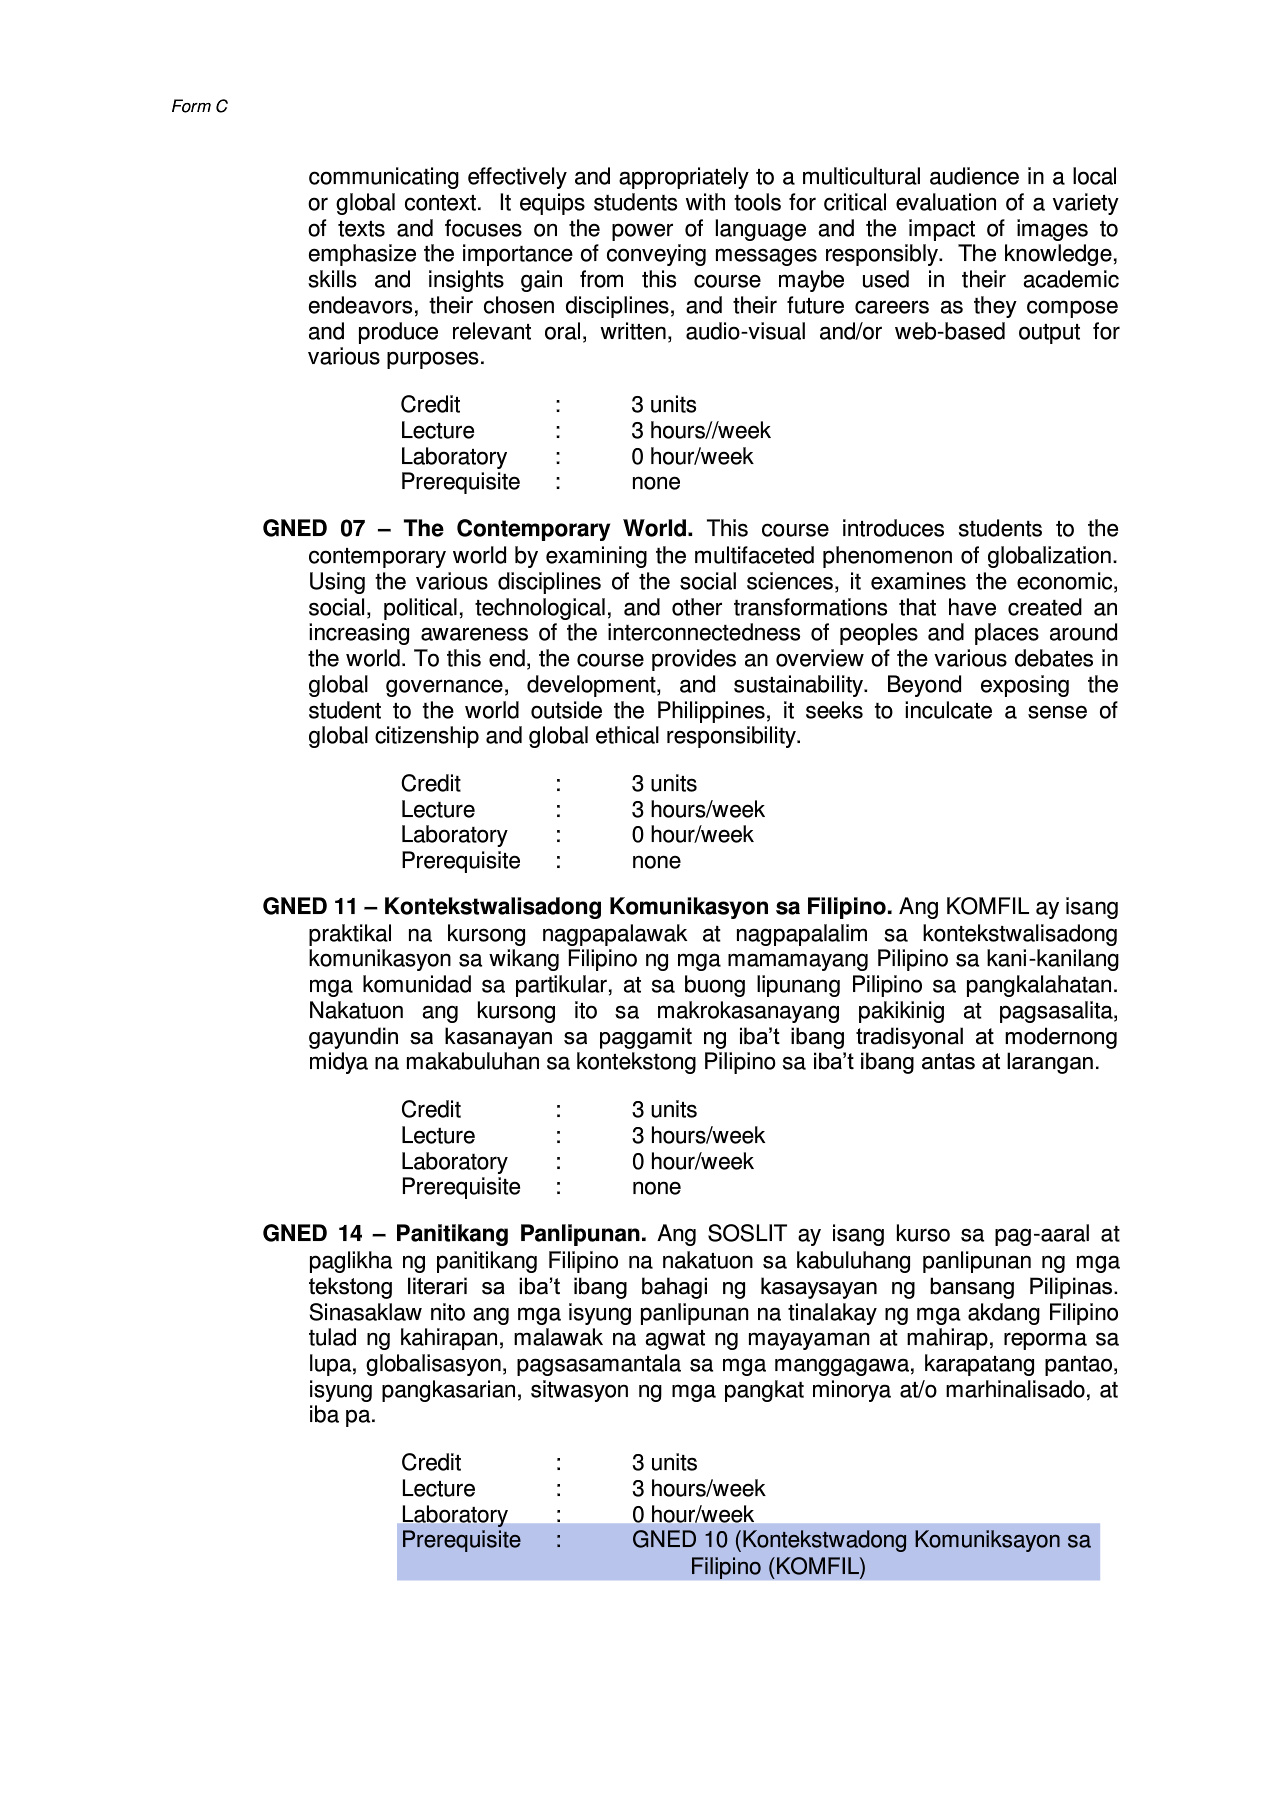 Form C
communicating effectively and appropriately to a multicultural audience in a local
or global context.  It equips students with tools for critical evaluation of a variety
of texts and focuses on the power of language and the impact of images to
emphasize the importance of conveying messages responsibly.  The knowledge,
skills and insights gain from this course maybe used in their academic
endeavors, their chosen disciplines, and their future careers as they compose
and produce relevant oral, written, audio-visual and/or web-based output for
various purposes.
Credit : 3 units
Lecture : 3 hours//week
Laboratory : 0 hour/week
Prerequisite : none
GNED 07 – The Contemporary World. This course introduces students to the
contemporary world by examining the multifaceted phenomenon of globalization.
Using the various disciplines of the social sciences, it examines the economic,
social, political, technological, and other transformations that have created an
increasing awareness of the interconnectedness of peoples and places around
the world. To this end, the course provides an overview of the various debates in
global governance, development, and sustainability. Beyond exposing the
student to the world outside the Philippines, it seeks to inculcate a sense of
global citizenship and global ethical responsibility.
Credit : 3 units
Lecture : 3 hours/week
Laboratory : 0 hour/week
Prerequisite : none
GNED 11 – Kontekstwalisadong Komunikasyon sa Filipino. Ang KOMFIL ay isang
praktikal na kursong nagpapalawak at nagpapalalim sa kontekstwalisadong
komunikasyon sa wikang Filipino ng mga mamamayang Pilipino sa kani-kanilang
mga komunidad sa partikular, at sa buong lipunang Pilipino sa pangkalahatan.
Nakatuon ang kursong ito sa makrokasanayang pakikinig at pagsasalita,
gayundin sa kasanayan sa paggamit ng iba’t ibang tradisyonal at modernong
midya na makabuluhan sa kontekstong Pilipino sa iba’t ibang antas at larangan.
Credit : 3 units
Lecture : 3 hours/week
Laboratory : 0 hour/week
Prerequisite : none
GNED 14 – Panitikang Panlipunan. Ang SOSLIT ay isang kurso sa pag-aaral at
paglikha ng panitikang Filipino na nakatuon sa kabuluhang panlipunan ng mga
tekstong literari sa iba’t ibang bahagi ng kasaysayan ng bansang Pilipinas.
Sinasaklaw nito ang mga isyung panlipunan na tinalakay ng mga akdang Filipino
tulad ng kahirapan, malawak na agwat ng mayayaman at mahirap, reporma sa
lupa, globalisasyon, pagsasamantala sa mga manggagawa, karapatang pantao,
isyung pangkasarian, sitwasyon ng mga pangkat minorya at/o marhinalisado, at
iba pa.
Credit : 3 units
Lecture : 3 hours/week
Laboratory : 0 hour/week
Prerequisite : GNED 10 (Kontekstwadong Komuniksayon sa
Filipino (KOMFIL)